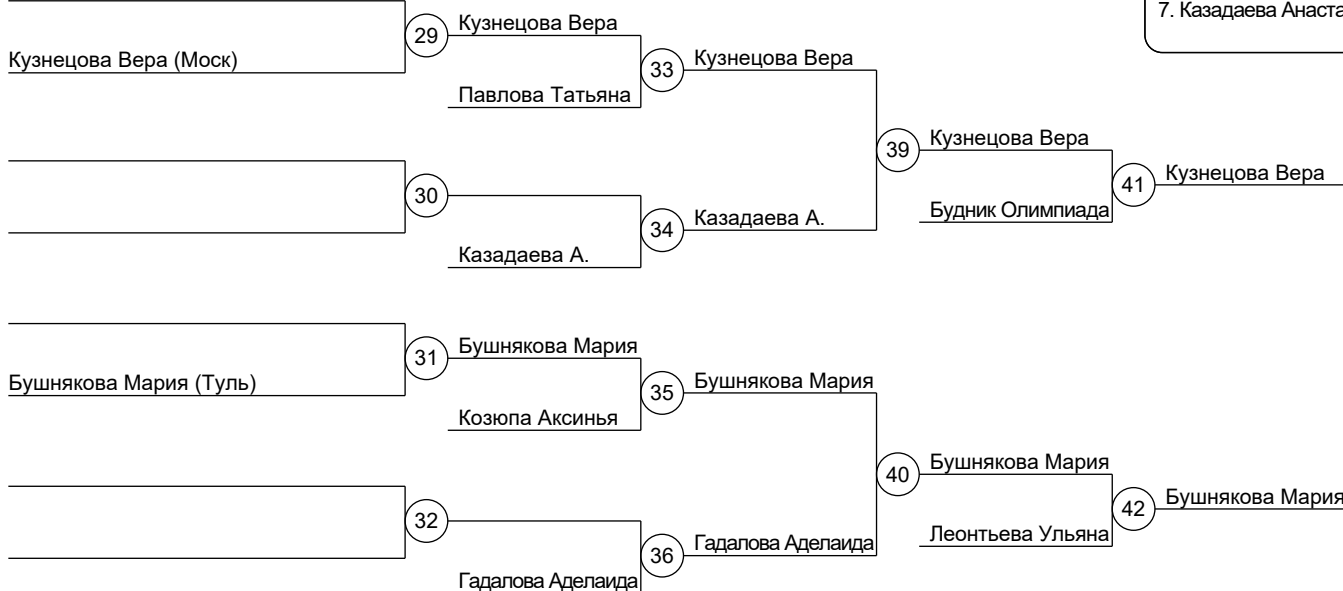 7. Казадаева Анаста
29
Кузнецова Вера
Кузнецова Вера (Моск)
33
Кузнецова Вера
Павлова Татьяна
39
Кузнецова Вера
41
Кузнецова Вера
30
Будник Олимпиада
34
Казадаева А.
Казадаева А.
31
Бушнякова Мария
Бушнякова Мария (Туль)
35
Бушнякова Мария
Козюпа Аксинья
40
Бушнякова Мария
42
Бушнякова Мария
32
Леонтьева Ульяна
36
Гадалова Аделаида
Гадалова Аделаида